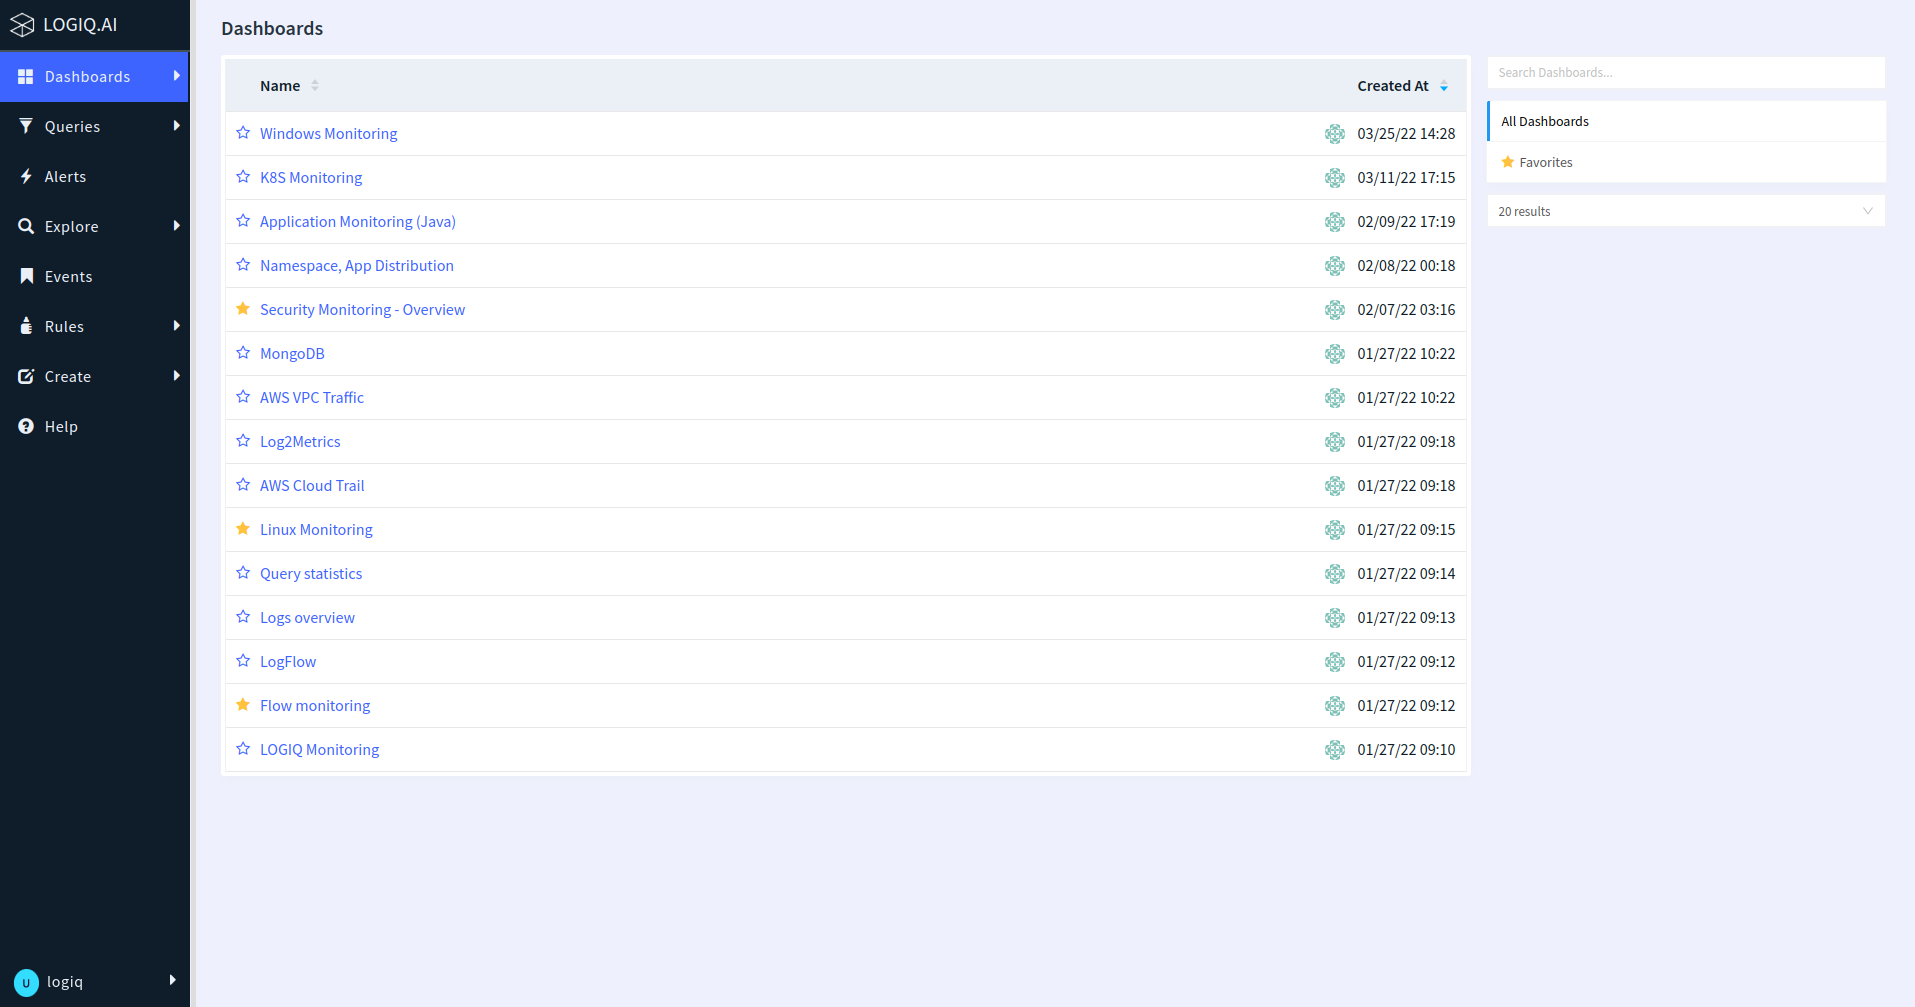 LOGIQ.AI
Dashboards
Queries
Alerts
Explore
Events
Rules
Create
Help
U logiq
Dashboards
Name Created At
Windows Monitoring 03/25/22 14:28
K8S Monitoring 03/11/22 17:15
Application Monitoring (Java) 02/09/22 17:19
Namespace, App Distribution 02/08/22 00:18
Security Monitoring - Overview 02/07/22 03:16
MongoDB 01/27/22 10:22
AWS VPC Traffic 01/27/22 10:22
Log2Metrics 01/27/22 09:18
AWS Cloud Trail 01/27/22 09:18
Linux Monitoring 01/27/22 09:15
Query statistics 01/27/22 09:14
Logs overview 01/27/22 09:13
LogFlow 01/27/22 09:12
Flow monitoring 01/27/22 09:12
LOGIQ Monitoring 01/27/22 09:10
Search Dashboards...
All Dashboards
Favorites
20 results